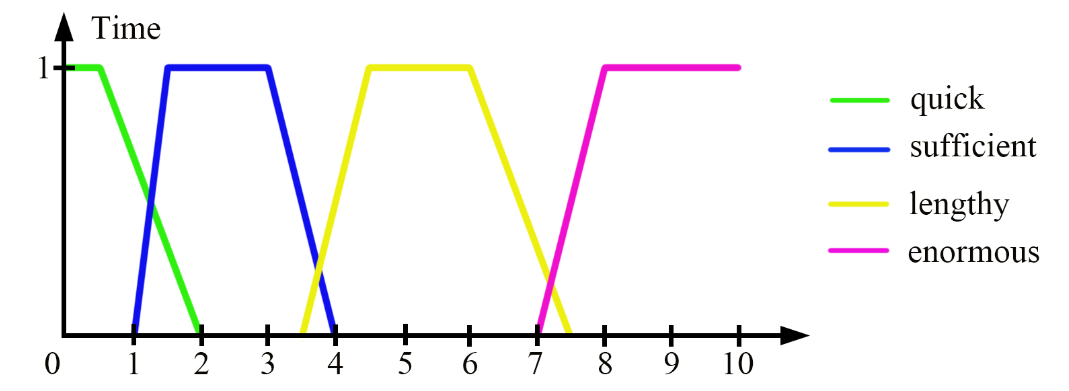 Time
1
quick
sufficient
lengthy
enormous
0 1 2 3 4 5 6 7 8 9 10